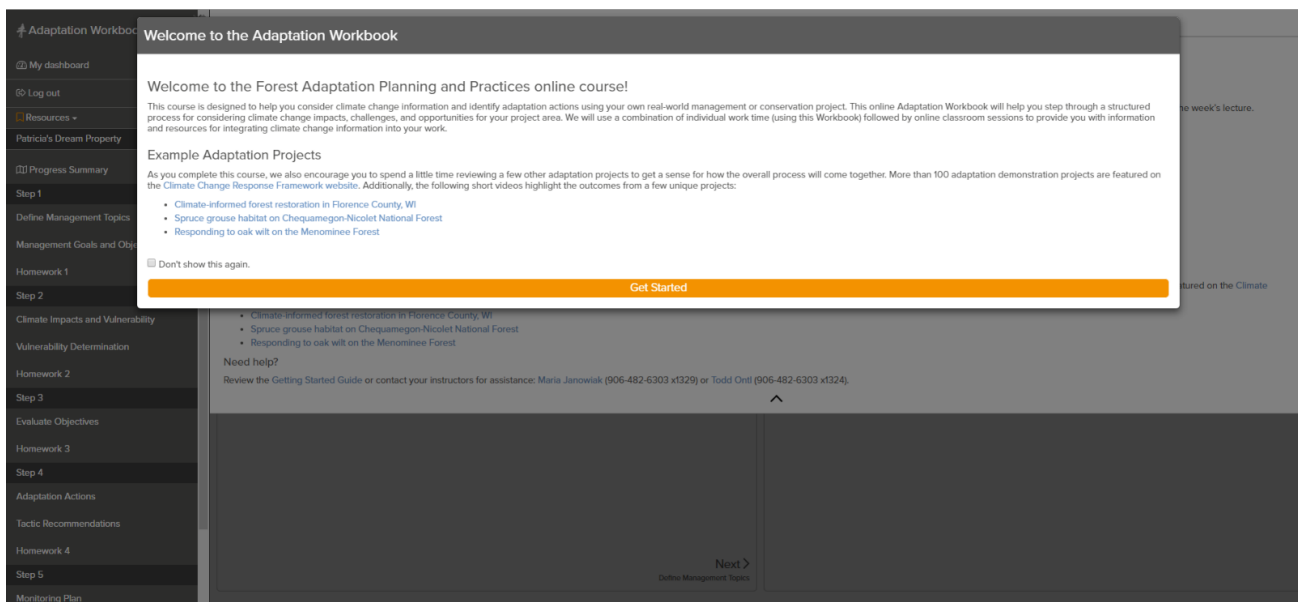 Adaptation Workboo
My dashboard
Log out
Resources
Patricia's Dream Property
Progress Summary
Step 1
Define Management Topics
Management Goals and Obje
Homework 1
Step 2
Climate Impacts and Vulnerability
Vulnerability Determination
Homework 2
Step 3
Evaluate Objectives
Homework 3
Step 4
Adaptation Actions
Tactic Recommendations
Homework 4
Step 5
Monitoring Plan
Welcome to the Adaptation Workbook
Welcome to the Forest Adaptation Planning and Practices online course!
This course is designed to help you consider climate change information and identify adaptation actions using your own real-world management or conservation project. This online Adaptation Workbook will help you step through a structured
process for considering climate change impacts, challenges, and opportunities for your project area. We will use a combination of individual work time (using this Workbook) followed by online classroom sessions to provide you with information
and resources for integrating climate change information into your work.
Example Adaptation Projects
As you complete this course, we also encourage you to spend a little time reviewing a few other adaptation projects to get a sense for how the overall process will come together. More than 100 adaptation demonstration projects are featured on
the Climate Change Response Framework website. Additionally, the following short videos highlight the outcomes from a few unique projects:
• Climate-informed forest restoration in Florence County, WI
• Spruce grouse habitat on Chequamegon-Nicolet National Forest
• Responding to oak wilt on the Menominee Forest
Don't show this again.
Get Started
he week's lecture.
tured on the Climate
• Climate-informed forest restoration in Florence County, WI
• Spruce grouse habitat on Chequamegon-Nicolet National Forest
• Responding to oak wilt on the Menominee Forest
Need help?
Review the Getting Started Guide or contact your instructors for assistance: Maria Janowiak (906-482-6303 x1329) or Todd Ontl (906-482-6303 x1324).
Next >
Define Management Topics